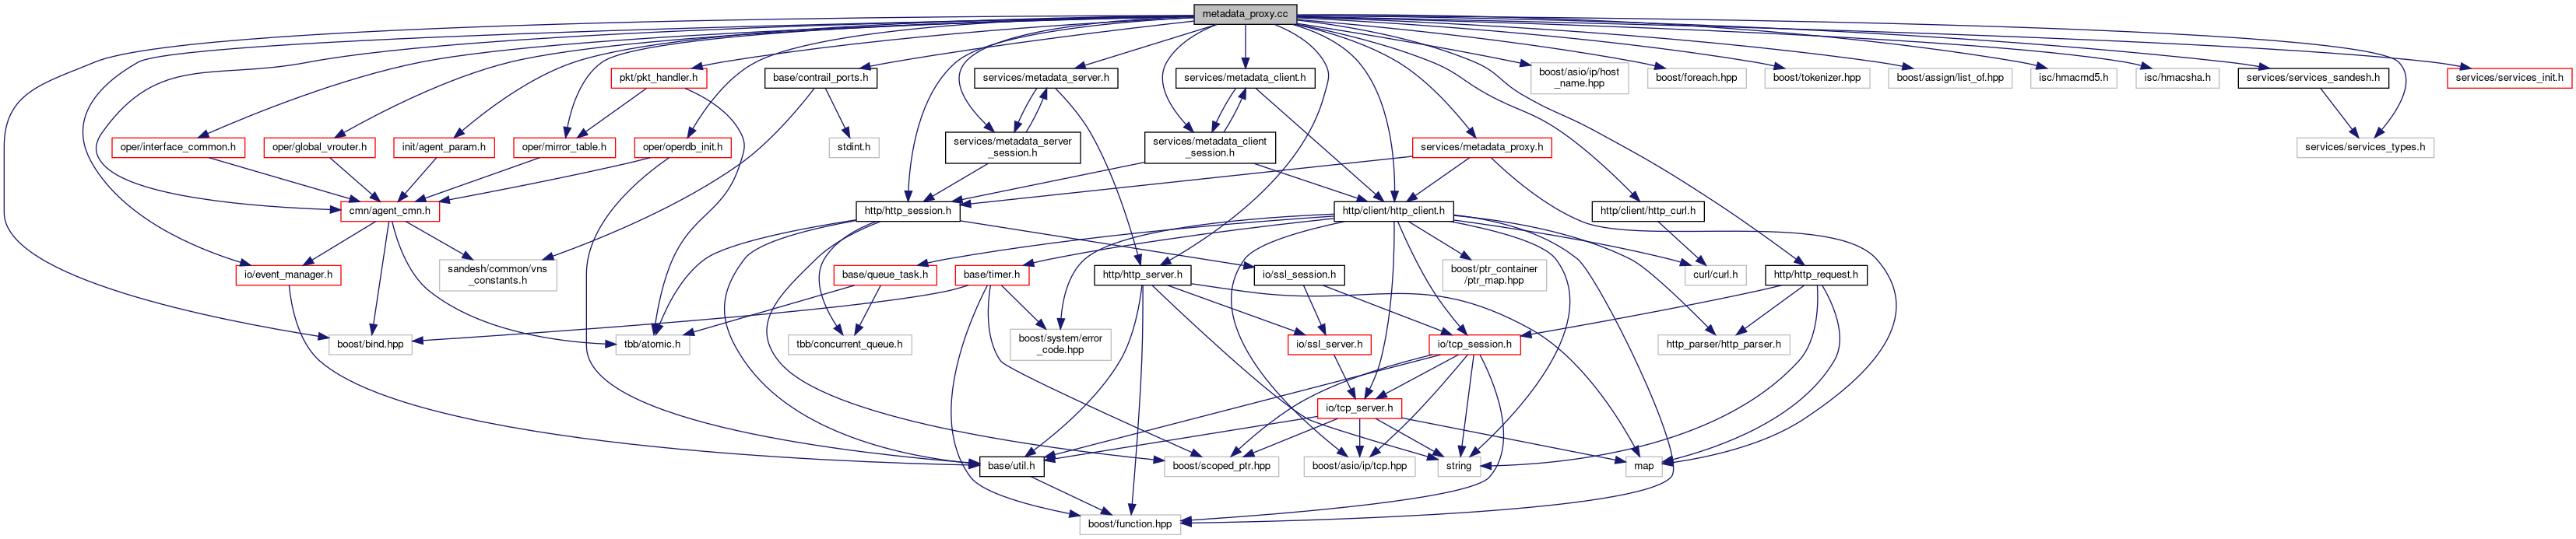 metadata_proxy.cc
pkt/pkt_handler.h
base/contrail_ports.h
services/metadata_server.h
services/metadata_client.h
boost/asio/ip/host
_name.hpp
boost/foreach.hpp
boost/tokenizer.hpp
boost/assign/list_of.hpp
isc/hmacmd5.h
isc/hmacsha.h
services/services_sandesh.h
services/services_init.h
oper/interface_common.h
oper/global_vrouter.h
init/agent_param.h
oper/mirror_table.h
oper/operdb_init.h
stdint.h
services/metadata_server
_session.h
services/metadata_client
_session.h
services/metadata_proxy.h
services/services_types.h
cmn/agent_cmn.h
http/http_session.h
http/client/http_client.h
http/client/http_curl.h
io/event_manager.h
sandesh/common/vns
_constants.h
base/queue_task.h
base/timer.h
http/http_server.h
io/ssl_session.h
boost/ptr_container
/ptr_map.hpp
curl/curl.h
http/http_request.h
boost/bind.hpp
tbb/atomic.h
tbb/concurrent_queue.h
boost/system/error
_code.hpp
io/ssl_server.h
io/tcp_session.h
http_parser/http_parser.h
io/tcp_server.h
base/util.h
boost/scoped_ptr.hpp
boost/asio/ip/tcp.hpp
string
map
boost/function.hpp